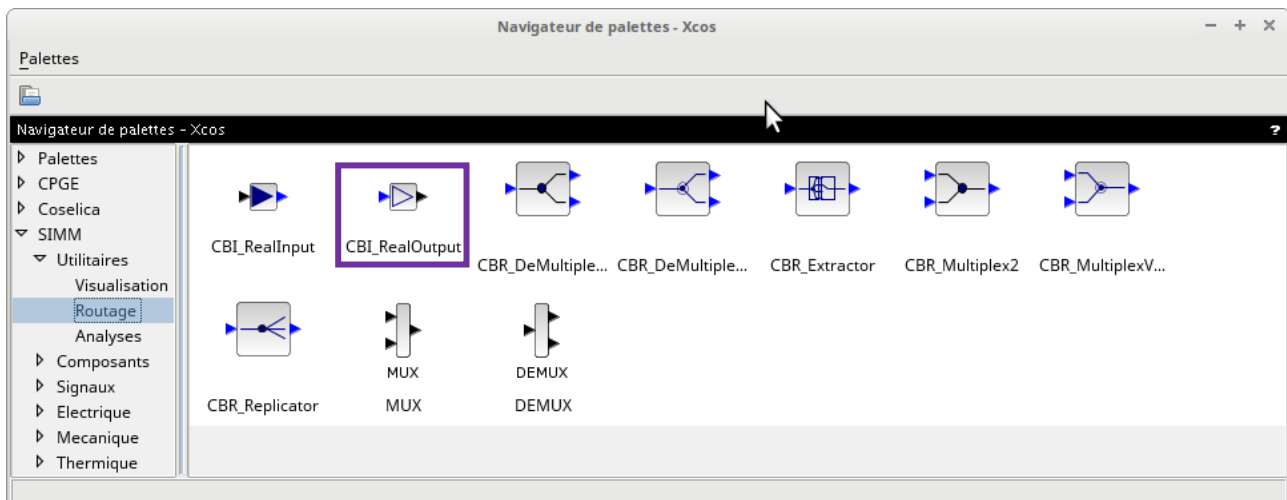 Navigateur de palettes - Xcos
Palettes
Navigateur de palettes - Xcos ?
Palettes
CPGE
Coselica
SIMM
Utilitaires
Visualisation
Routage
Analyses
Composants
Signaux
Electrique
Mecanique
Thermique
CBI_RealInput CBI_RealOutput CBR_DeMultiple... CBR_DeMultiple... CBR_Extractor CBR_Multiplex2 CBR_MultiplexV...
MUX DEMUX
CBR_Replicator MUX DEMUX